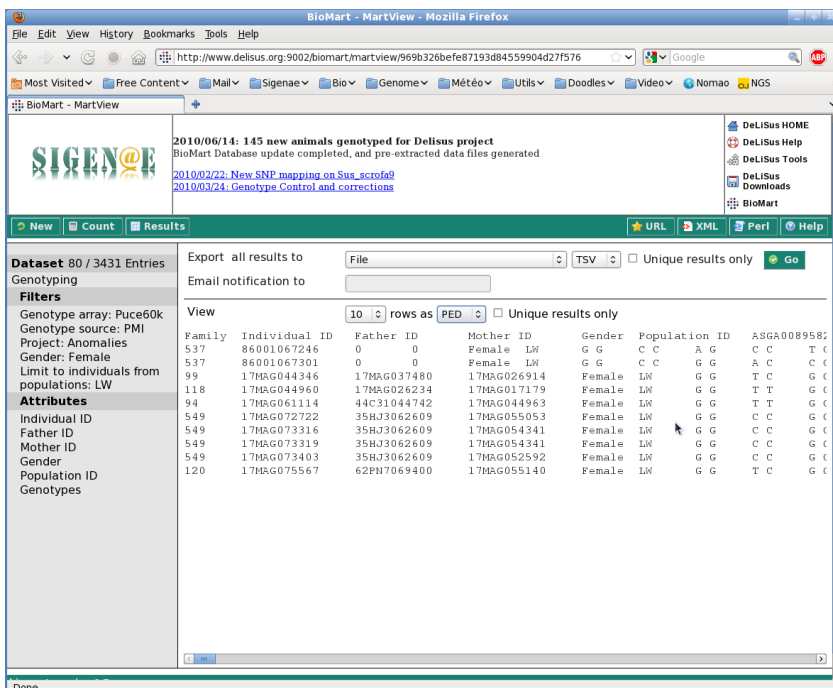 BioMart - MartView - Mozilla Firefox
File Edit View History Bookmarks Tools Help
http://www.delisus.org:9002/biomart/martview/969b326befe87193d84559904d27f576 Google ABP
Most Visited Free Content Mail Sigenae Bio Genome Météo Utils Doodles Video Nomao NGS
BioMart - MartView
SIGEN@E
2010/06/14: 145 new animals genotyped for Delisus project
BioMart Database update completed, and pre-extracted data files generated
2010/02/22: New SNP mapping on Sus_scrofa9
2010/03/24: Genotype Control and corrections
DeLiSus HOME
DeLiSus Help
DeLiSus Tools
DeLiSus
Downloads
BioMart
New Count Results URL XML Perl Help
Dataset 80 / 3431 Entries
Genotyping
Filters
Genotype array: Puce60k
Genotype source: PMI
Project: Anomalies
Gender: Female
Limit to individuals from
populations: LW
Attributes
Individual ID
Father ID
Mother ID
Gender
Population ID
Genotypes
Export all results to File TSV Unique results only Go
Email notification to
View 10 rows as PED Unique results only
Family Individual ID Father ID Mother ID Gender Population ID ASGA0089582
537 86001067246 0 0 Female LW G G C C A G C C T C
537 86001067301 0 0 Female LW G G C C G G A C C C
99 17MAG044346 17MAG037480 17MAG026914 Female LW G G T C G C
118 17MAG044960 17MAG026234 17MAG017179 Female LW G G T T G C
94 17MAG061114 44C31044742 17MAG044963 Female LW G G T T G C
549 17MAG072722 35HJ3062609 17MAG055053 Female LW G G C C G C
549 17MAG073316 35HJ3062609 17MAG054341 Female LW G G C C G C
549 17MAG073319 35HJ3062609 17MAG054341 Female LW G G C C G C
549 17MAG073403 35HJ3062609 17MAG052592 Female LW G G C C G C
120 17MAG075567 62PN7069400 17MAG055140 Female LW G G T C G C
Done